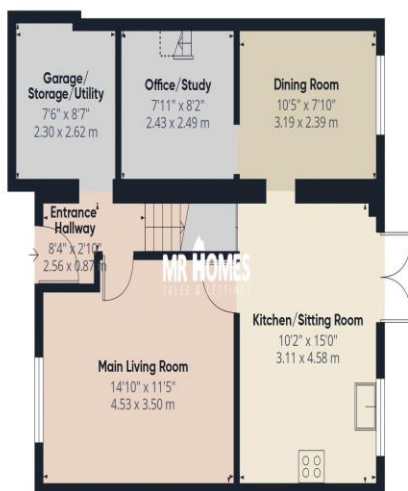 Garage/
Storage/Utility
7'6" x 8'7"
2.30 x 2.62 m
Office/Study
7'11" x 8'2"
2.43 x 2.49 m
Dining Room
10'5" x 7'10"
3.19 x 2.39 m
Entrance
Hallway
8'4" x 2'10"
2.56 x 0.87 m
MR HOMES
SALES & LETTINGS
Kitchen/Sitting Room
10'2" x 15'0"
3.11 x 4.58 m
Main Living Room
14'10" x 11'5"
4.53 x 3.50 m